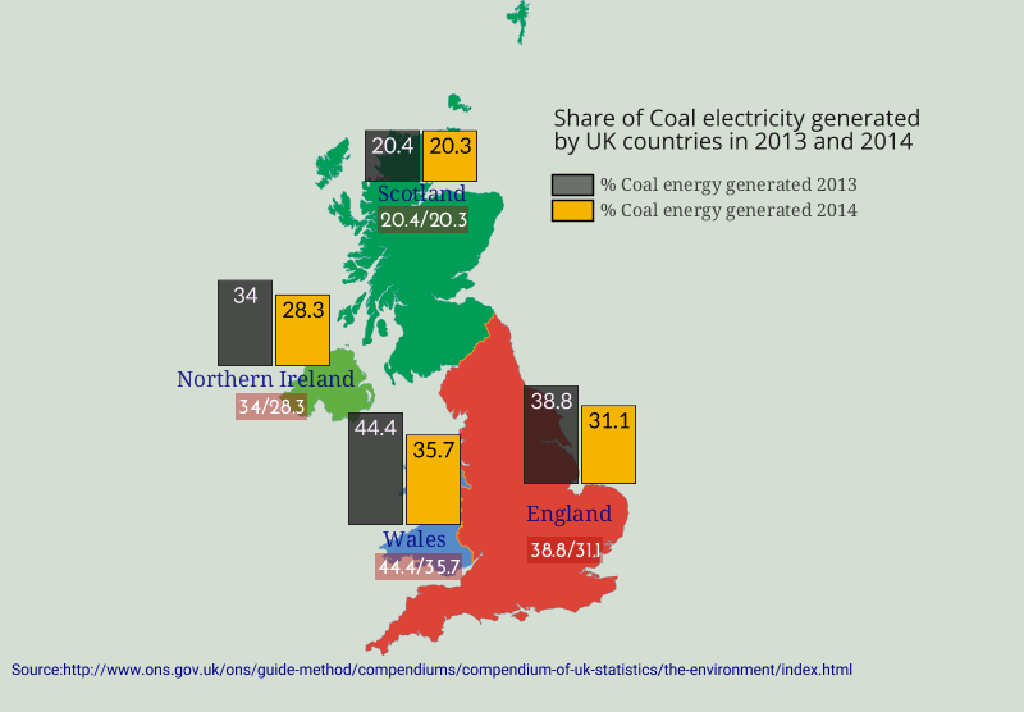 Share of Coal electricity generated
by UK countries in 2013 and 2014
% Coal energy generated 2013
% Coal energy generated 2014
20.4
20.3
Scotland
20.4/20.3
34
28.3
Northern Ireland
34/28.3
38.8
31.1
England
38.8/31.1
44.4
35.7
Wales
44.4/35.7
Source:http://www.ons.gov.uk/ons/guide-method/compendiums/compendium-of-uk-statistics/the-environment/index.html